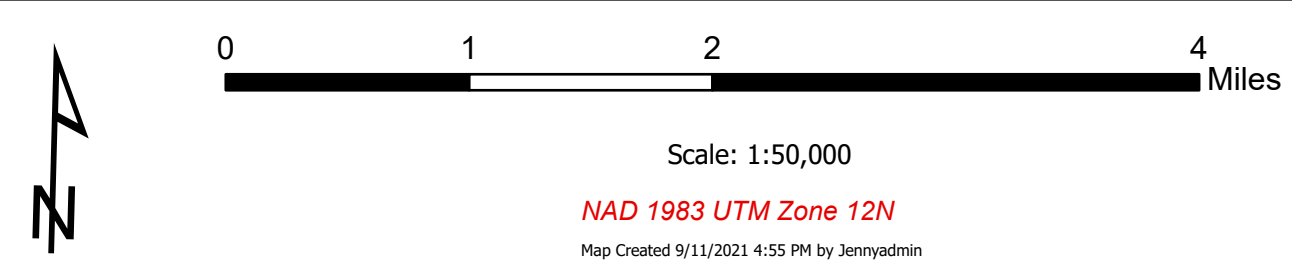 0 1 2 4
Miles
N
Scale: 1:50,000
NAD 1983 UTM Zone 12N
Map Created 9/11/2021 4:55 PM by Jennyadmin